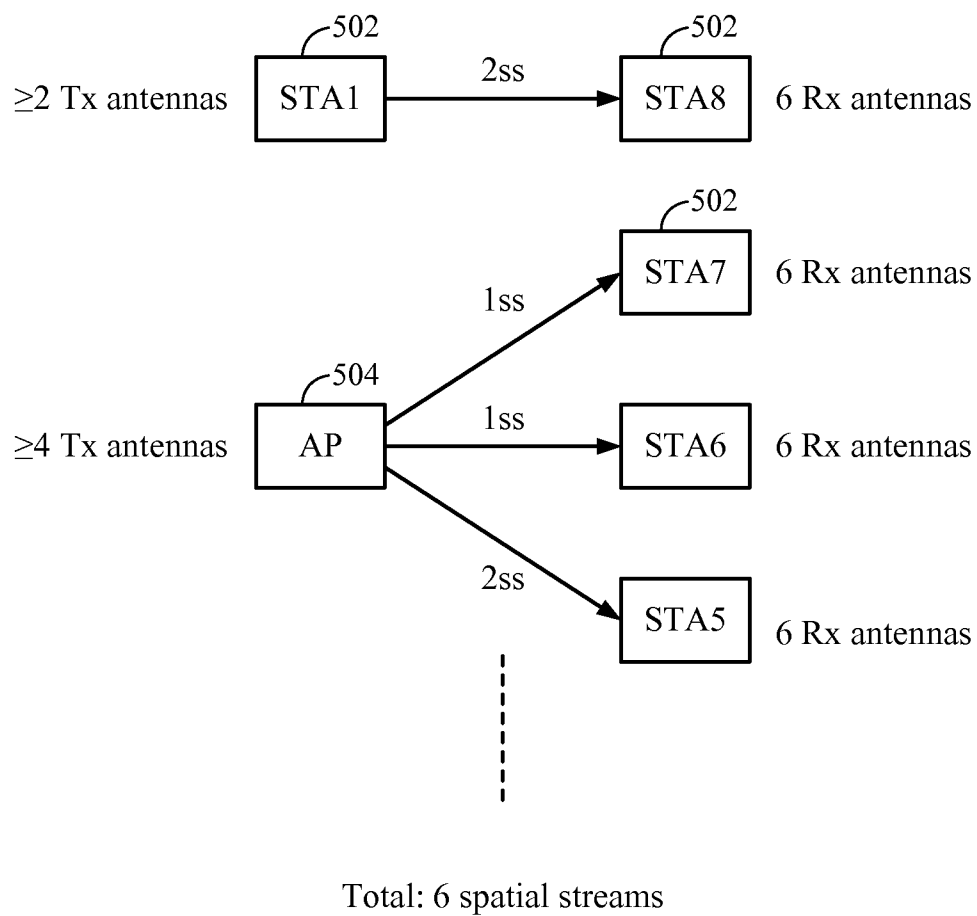 502 502
≥2 Tx antennas STA1 2ss STA8 6 Rx antennas
502
STA7 6 Rx antennas
1ss
504
≥4 Tx antennas AP 1ss STA6 6 Rx antennas
2ss
STA5 6 Rx antennas
Total: 6 spatial streams